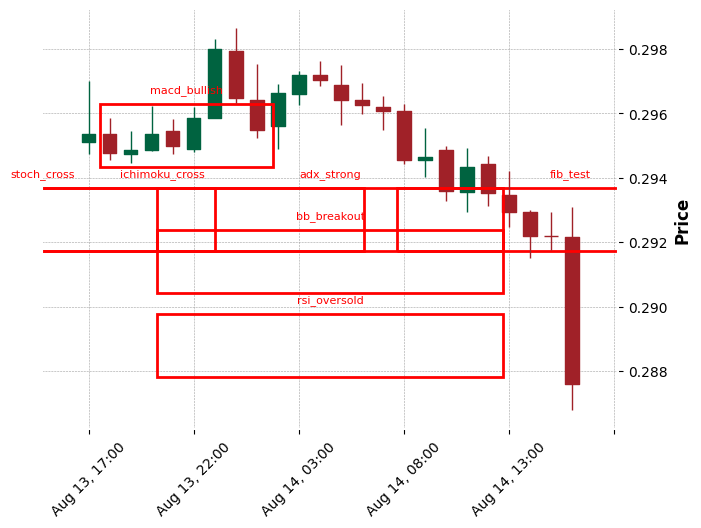 0.298
macd_bullish
0.296
stoch_cross ichimoku_cross adx_strong fib_test
0.294
bb_breakout
0.292
rsi_oversold
0.290
0.288
Price
Aug 13, 17:00
Aug 13, 22:00
Aug 14, 03:00
Aug 14, 08:00
Aug 14, 13:00